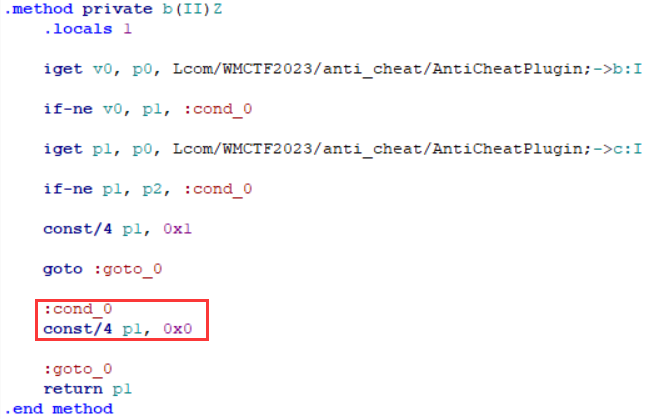 .method private b(II)Z
.locals 1
iget v0, p0, Lcom/WMCTF2023/anti_cheat/AntiCheatPlugin;->b:I
if-ne v0, p1, :cond_0
iget p1, p0, Lcom/WMCTF2023/anti_cheat/AntiCheatPlugin;->c:I
if-ne p1, p2, :cond_0
const/4 p1, 0x1
goto :goto_0
:cond_0
const/4 p1, 0x0
:goto_0
return p1
.end method